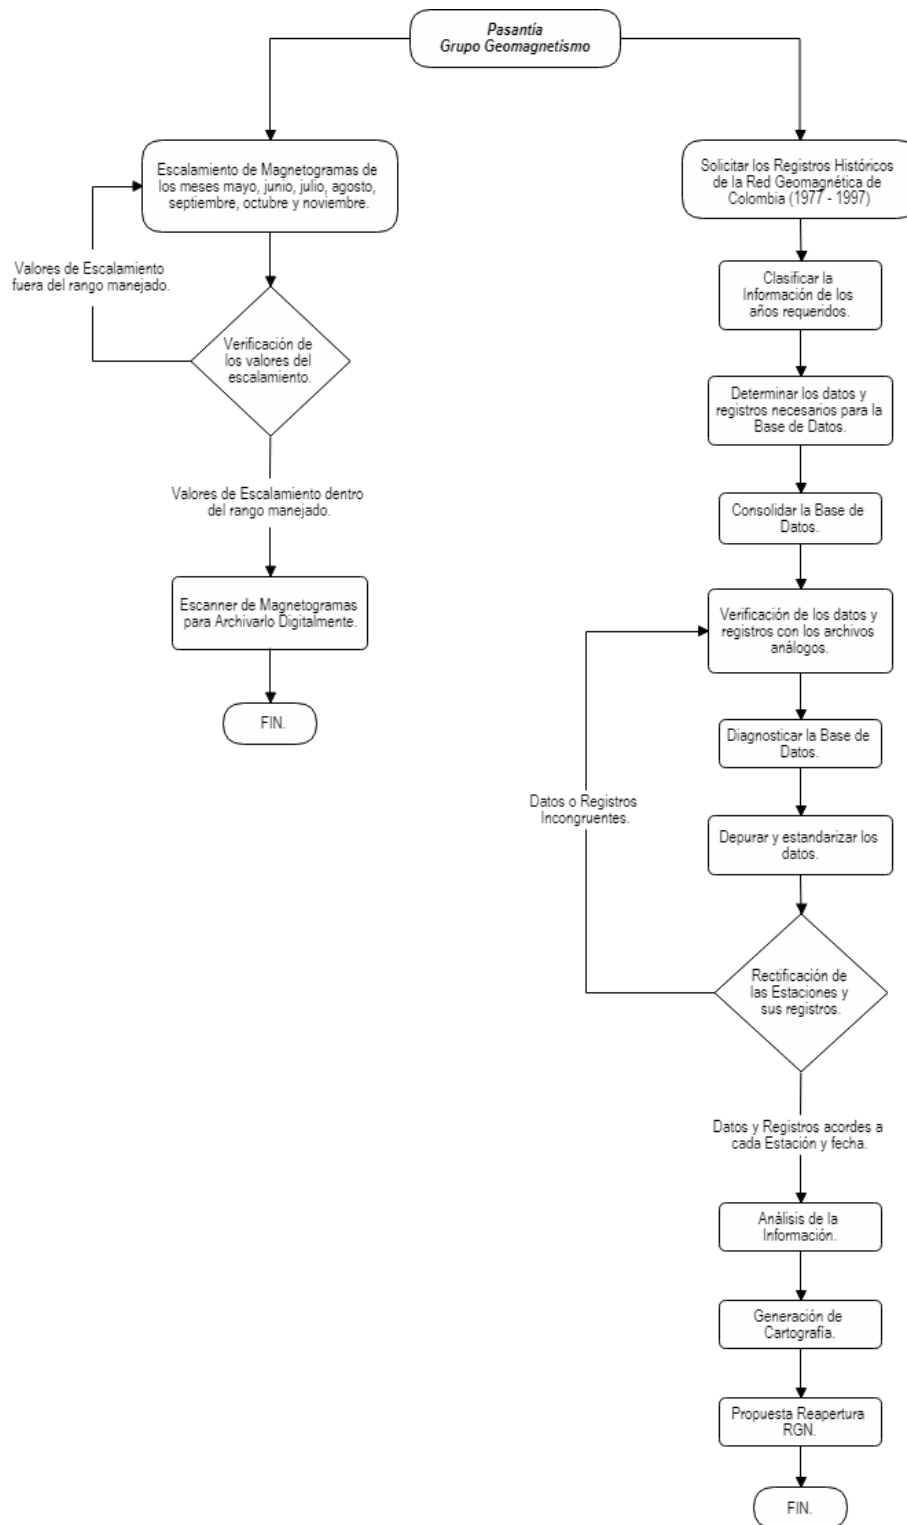 Pasantía
Grupo Geomagnetismo
Escalamiento de Magnetogramas de
los meses mayo, junio, julio, agosto,
septiembre, octubre y noviembre.
Valores de Escalamiento
fuera del rango manejado.
Verificación de
los valores del
escalamiento.
Valores de Escalamiento dentro
del rango manejado.
Escanner de Magnetogramas
para Archivarlo Digitalmente.
FIN.
Solicitar los Registros Históricos
de la Red Geomagnética de
Colombia (1977 - 1997)
Clasificar la
Información de los
años requeridos.
Determinar los datos y
registros necesarios para la
Base de Datos.
Consolidar la Base de
Datos.
Verificación de los datos y
registros con los archivos
análogos.
Diagnosticar la Base de
Datos.
Depurar y estandarizar los
datos.
Datos o Registros
Incongruentes.
Rectificación de
las Estaciones y
sus registros.
Datos y Registros acordes a
cada Estación y fecha.
Análisis de la
Información.
Generación de
Cartografía.
Propuesta Reapertura
RGN.
FIN.